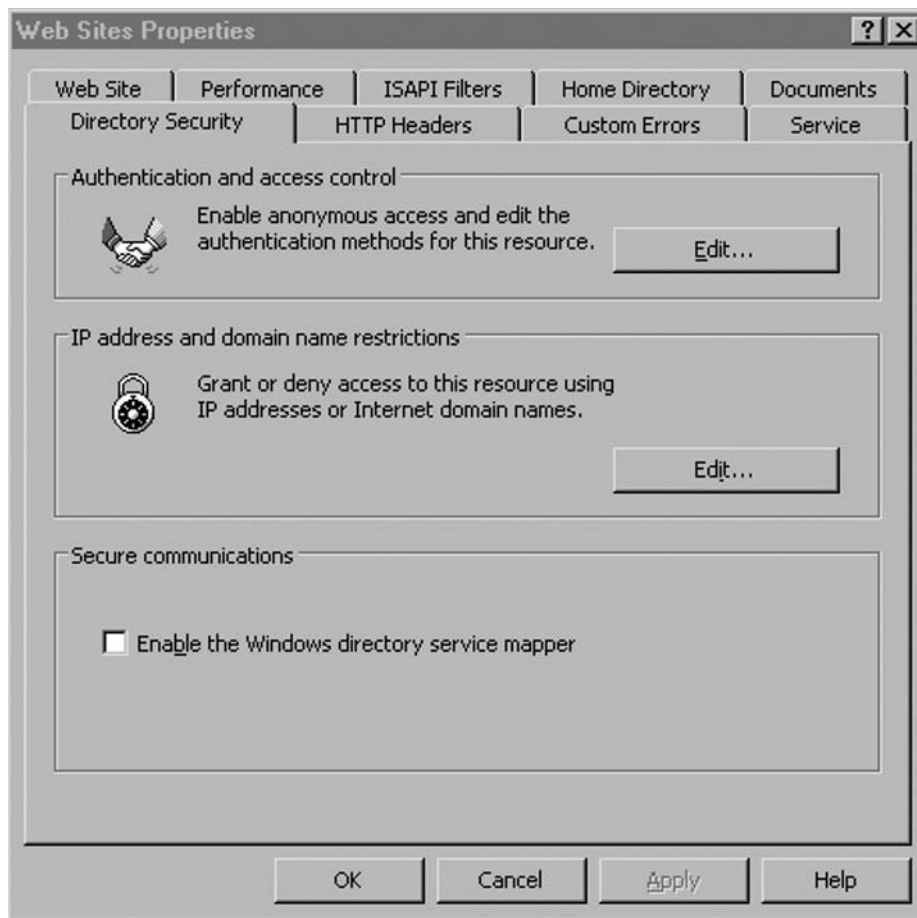 Web Sites Properties
? X
Web Site Performance ISAPI Filters Home Directory Documents
Directory Security HTTP Headers Custom Errors Service
Authentication and access control
Enable anonymous access and edit the
authentication methods for this resource.
Edit...
IP address and domain name restrictions
Grant or deny access to this resource using
IP addresses or Internet domain names.
Edit...
Secure communications
Enable the Windows directory service mapper
OK Cancel Apply Help